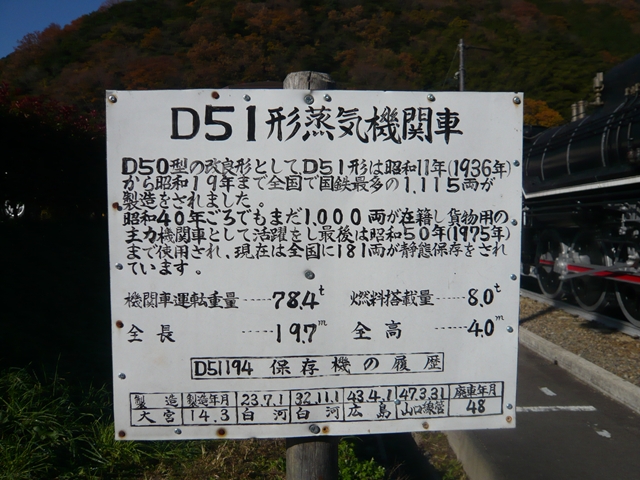 D51形蒸気機関車
D50型の改良形としてD51形は昭和11年(1936年)
から昭和19年まで全国で国鉄最多の1,115両が
製造をされました。
昭和40年ごろでもまだ1,000両が在籍し貨物用の
主力機関車として活躍をし最後は昭和50年(1975年)
まで使用され、現在は全国に181両が静態保存をされ
ています。
機関車運転重量 ……78.4t 燃料搭載量 ……8.0t
全長 ……19.7m 全高 ……4.0m
D51194 保存機の履歴
製造 製造年月 23.7.1 32.11.1 43.4.1 47.3.31 廃車年月
大宮 14.3 白河 白河 広島 山口線管 48